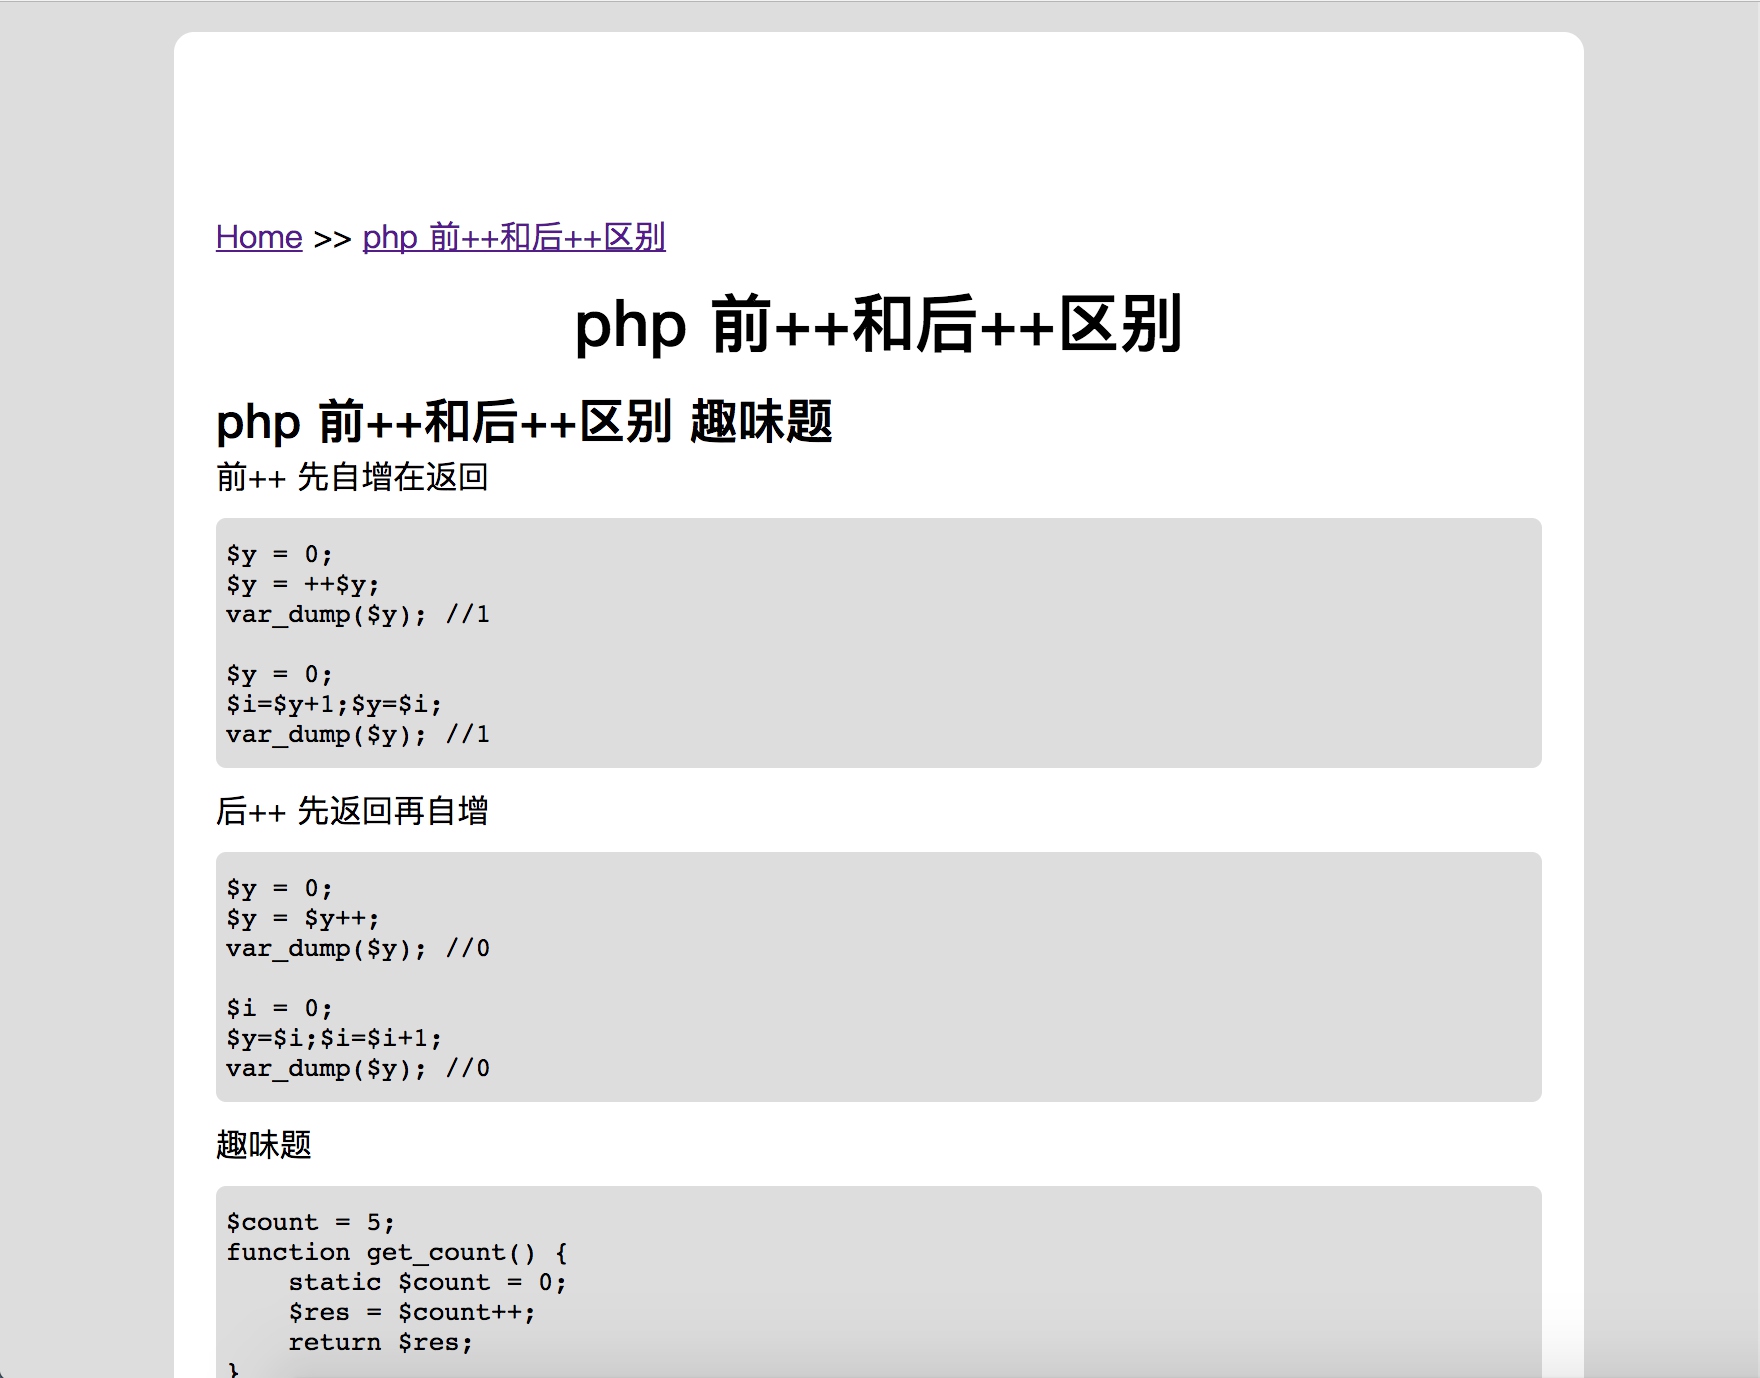 Home >> php 前++和后++区别
php 前++和后++区别
php 前++和后++区别 趣味题
前++ 先自增在返回
$y = 0;
$y = ++$y;
var_dump($y); //1
$y = 0;
$i=$y+1;$y=$i;
var_dump($y); //1
后++ 先返回再自增
$y = 0;
$y = $y++;
var_dump($y); //0
$i = 0;
$y=$i;$i=$i+1;
var_dump($y); //0
趣味题
$count = 5;
function get_count() {
    static $count = 0;
    $res = $count++;
    return $res;
}